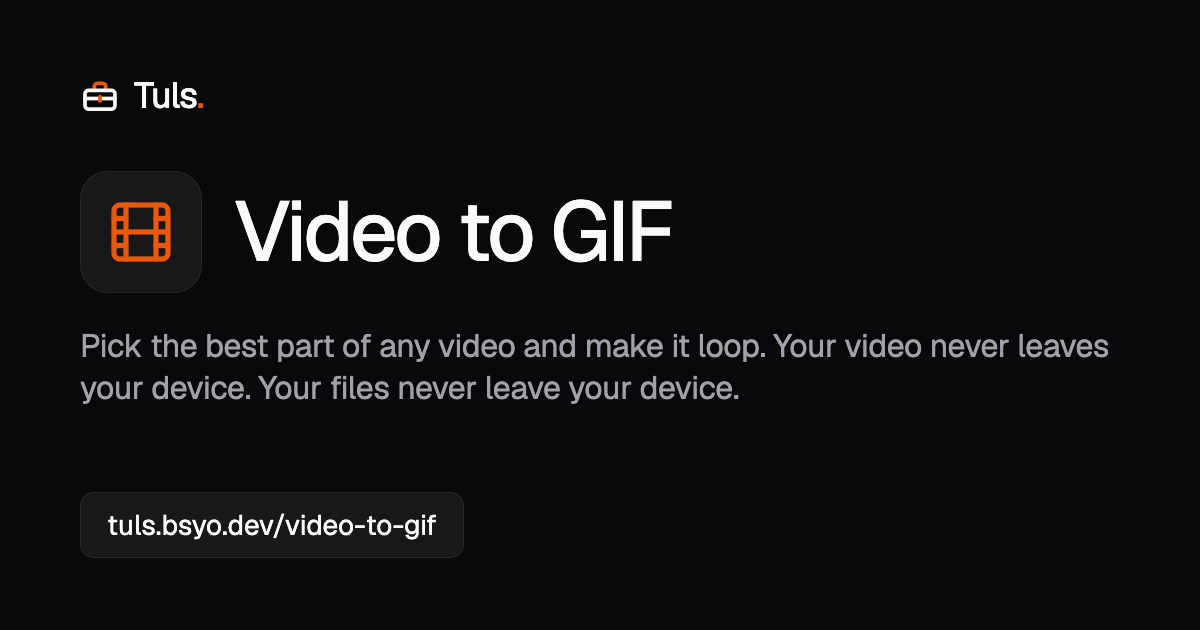 Tuls.
Video to GIF
Pick the best part of any video and make it loop. Your video never leaves
your device. Your files never leave your device.
tuls.bsyo.dev/video-to-gif